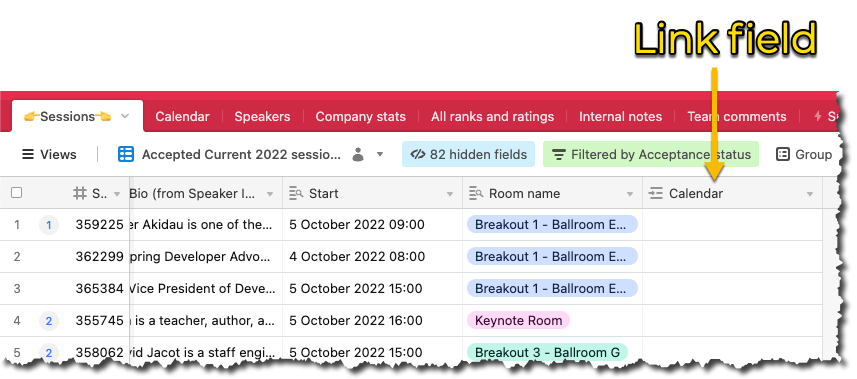 Link field
👉Sessions👈 Calendar Speakers Company stats All ranks and ratings Internal notes Team comments
Views Accepted Current 2022 sessio... 82 hidden fields Filtered by Acceptance status Group
S.. Bio (from Speaker I... Start Room name Calendar
1 1 359225 er Akidau is one of the... 5 October 2022 09:00 Breakout 1 - Ballroom E...
2 362299 pring Developer Advo... 4 October 2022 08:00 Breakout 1 - Ballroom E...
3 365384 Vice President of Deve... 5 October 2022 15:00 Breakout 1 - Ballroom E...
4 2 355745 is a teacher, author, a... 5 October 2022 16:00 Keynote Room
5 2 358062 vid Jacot is a staff engi... 5 October 2022 15:00 Breakout 3 - Ballroom G